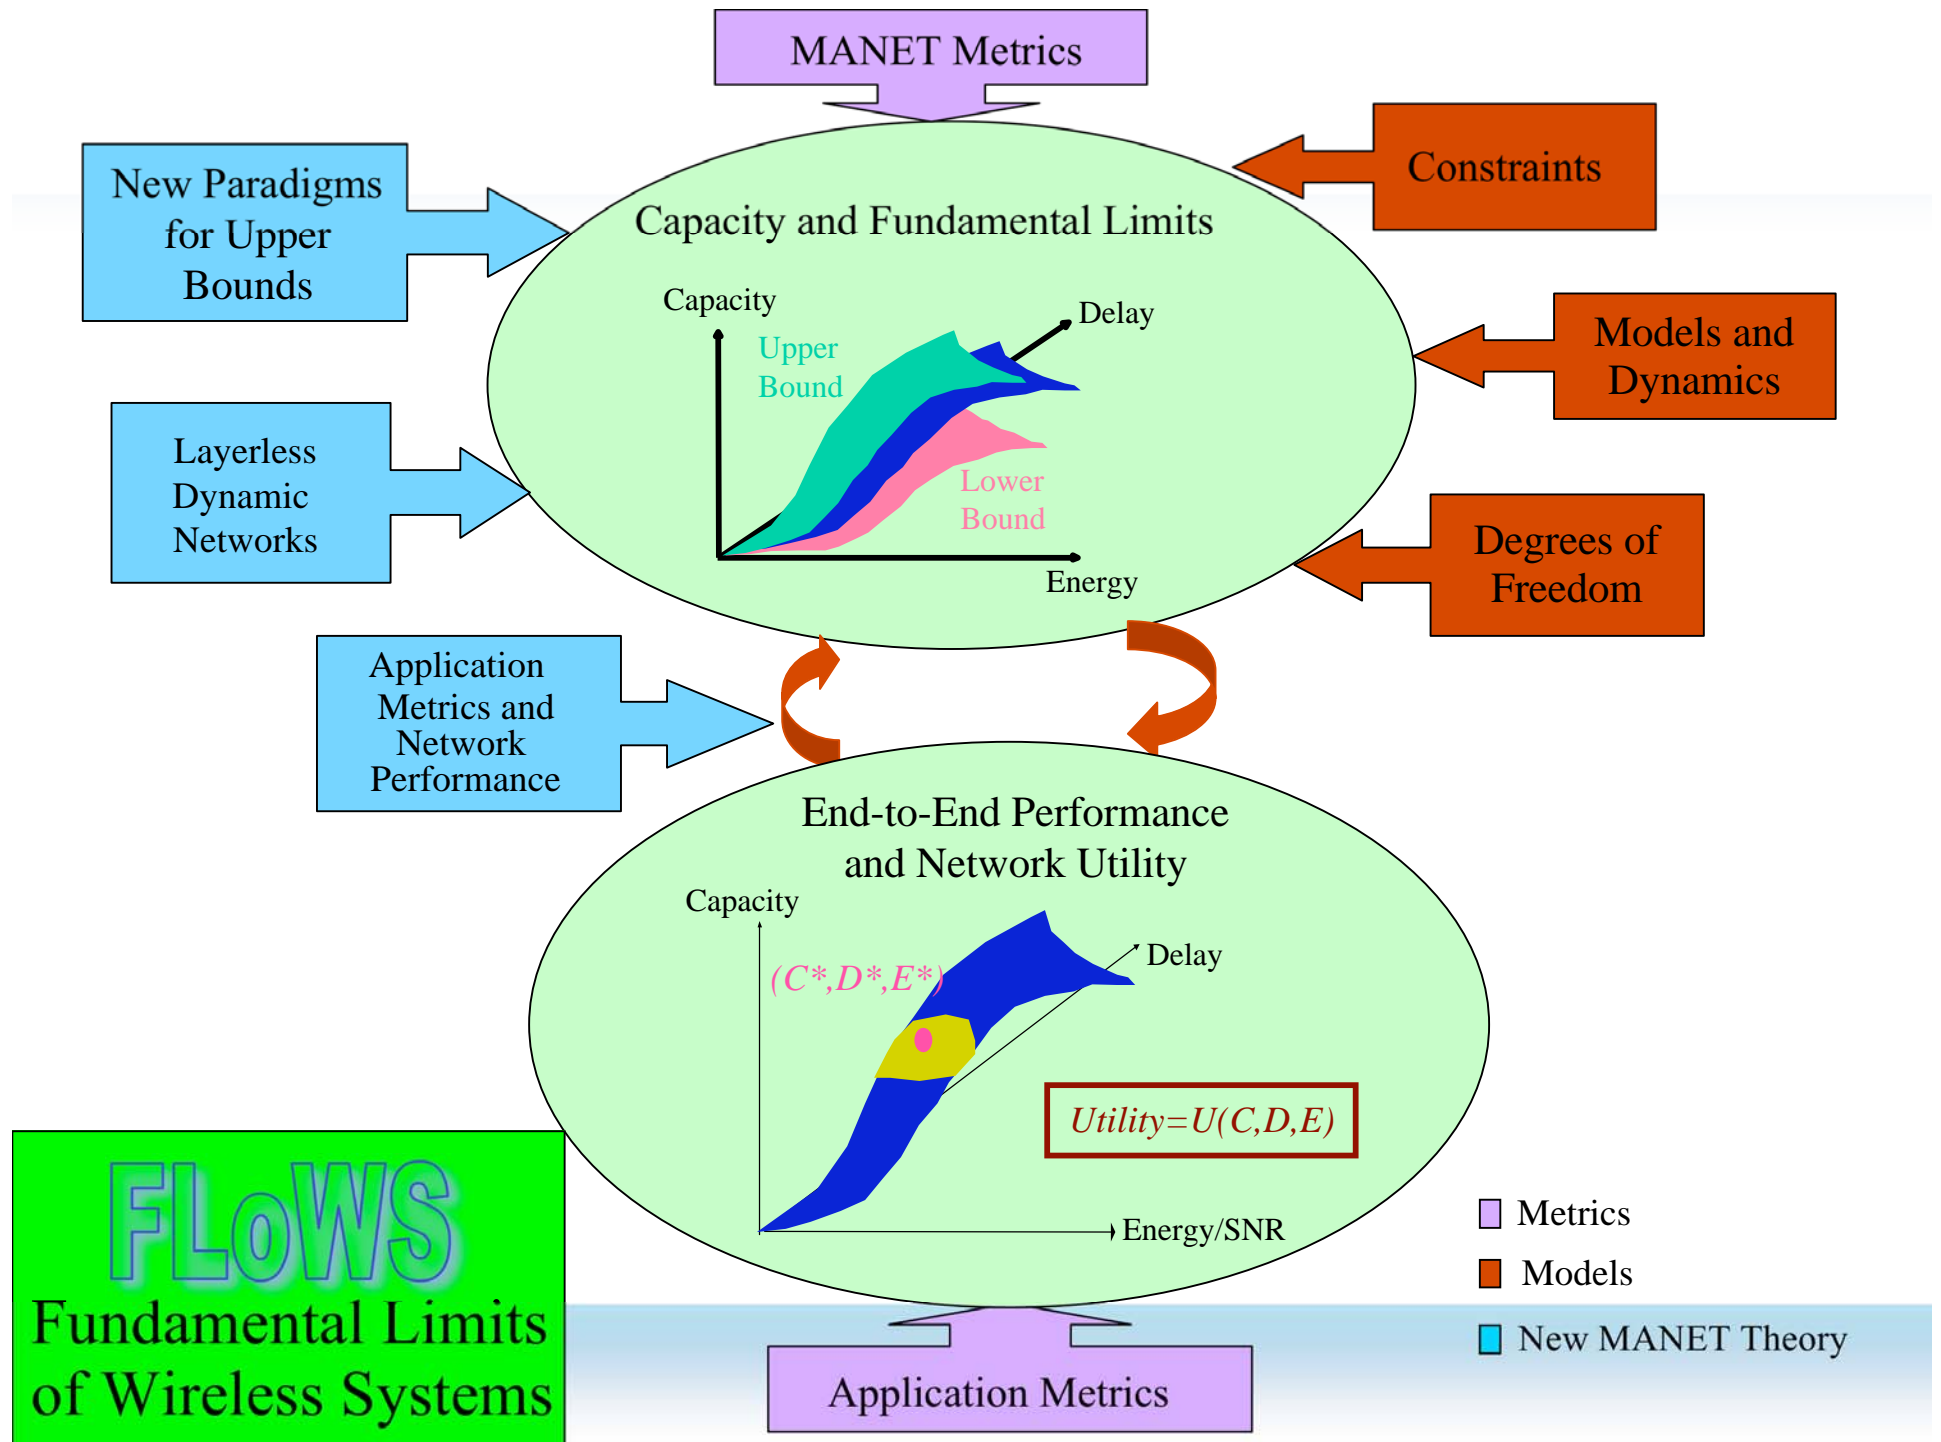 MANET Metrics
Constraints
New Paradigms
for Upper
Bounds
Capacity and Fundamental Limits
Capacity
Delay
Upper
Bound
Models and
Dynamics
Layerless
Dynamic
Networks
Lower
Bound
Energy
Degrees of
Freedom
Application
Metrics and
Network
Performance
End-to-End Performance
and Network Utility
Capacity
Delay
(C*,D*,E*)
Utility=U(C,D,E)
Energy/SNR
FLoWS
Fundamental Limits
of Wireless Systems
Metrics
Models
New MANET Theory
Application Metrics